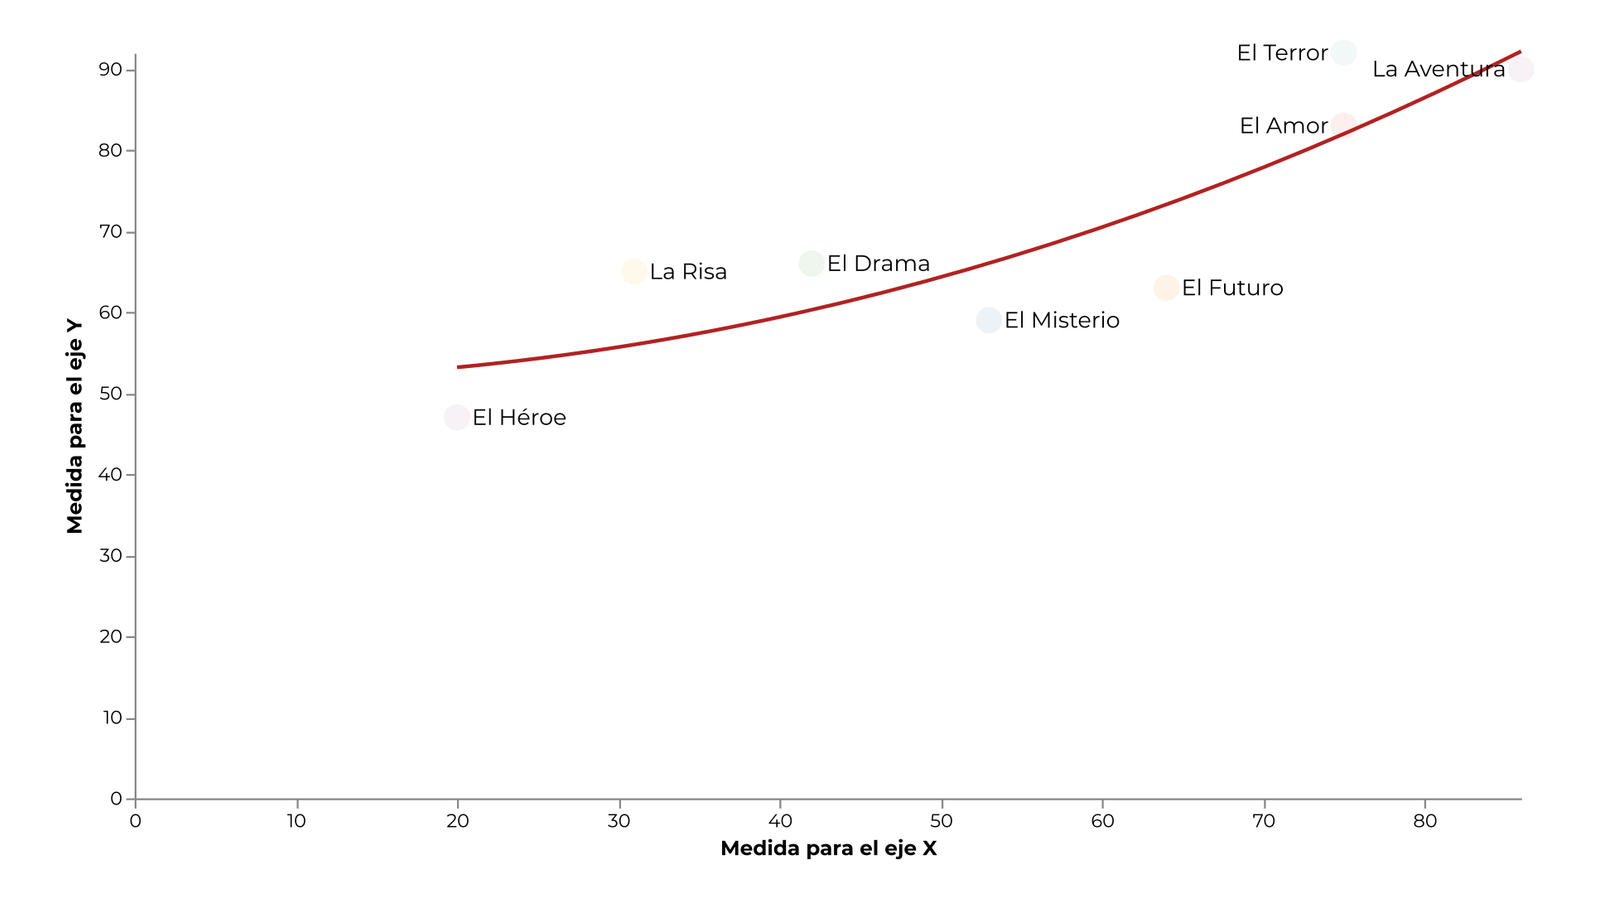 El Terror
90
La Aventura
El Amor
80
70
El Drama
La Risa
El Futuro
60
El Misterio
50
El Héroe
Medida para el eje Y
40
30
20
10
0
0 10 20 30 40 50 60 70 80
Medida para el eje X